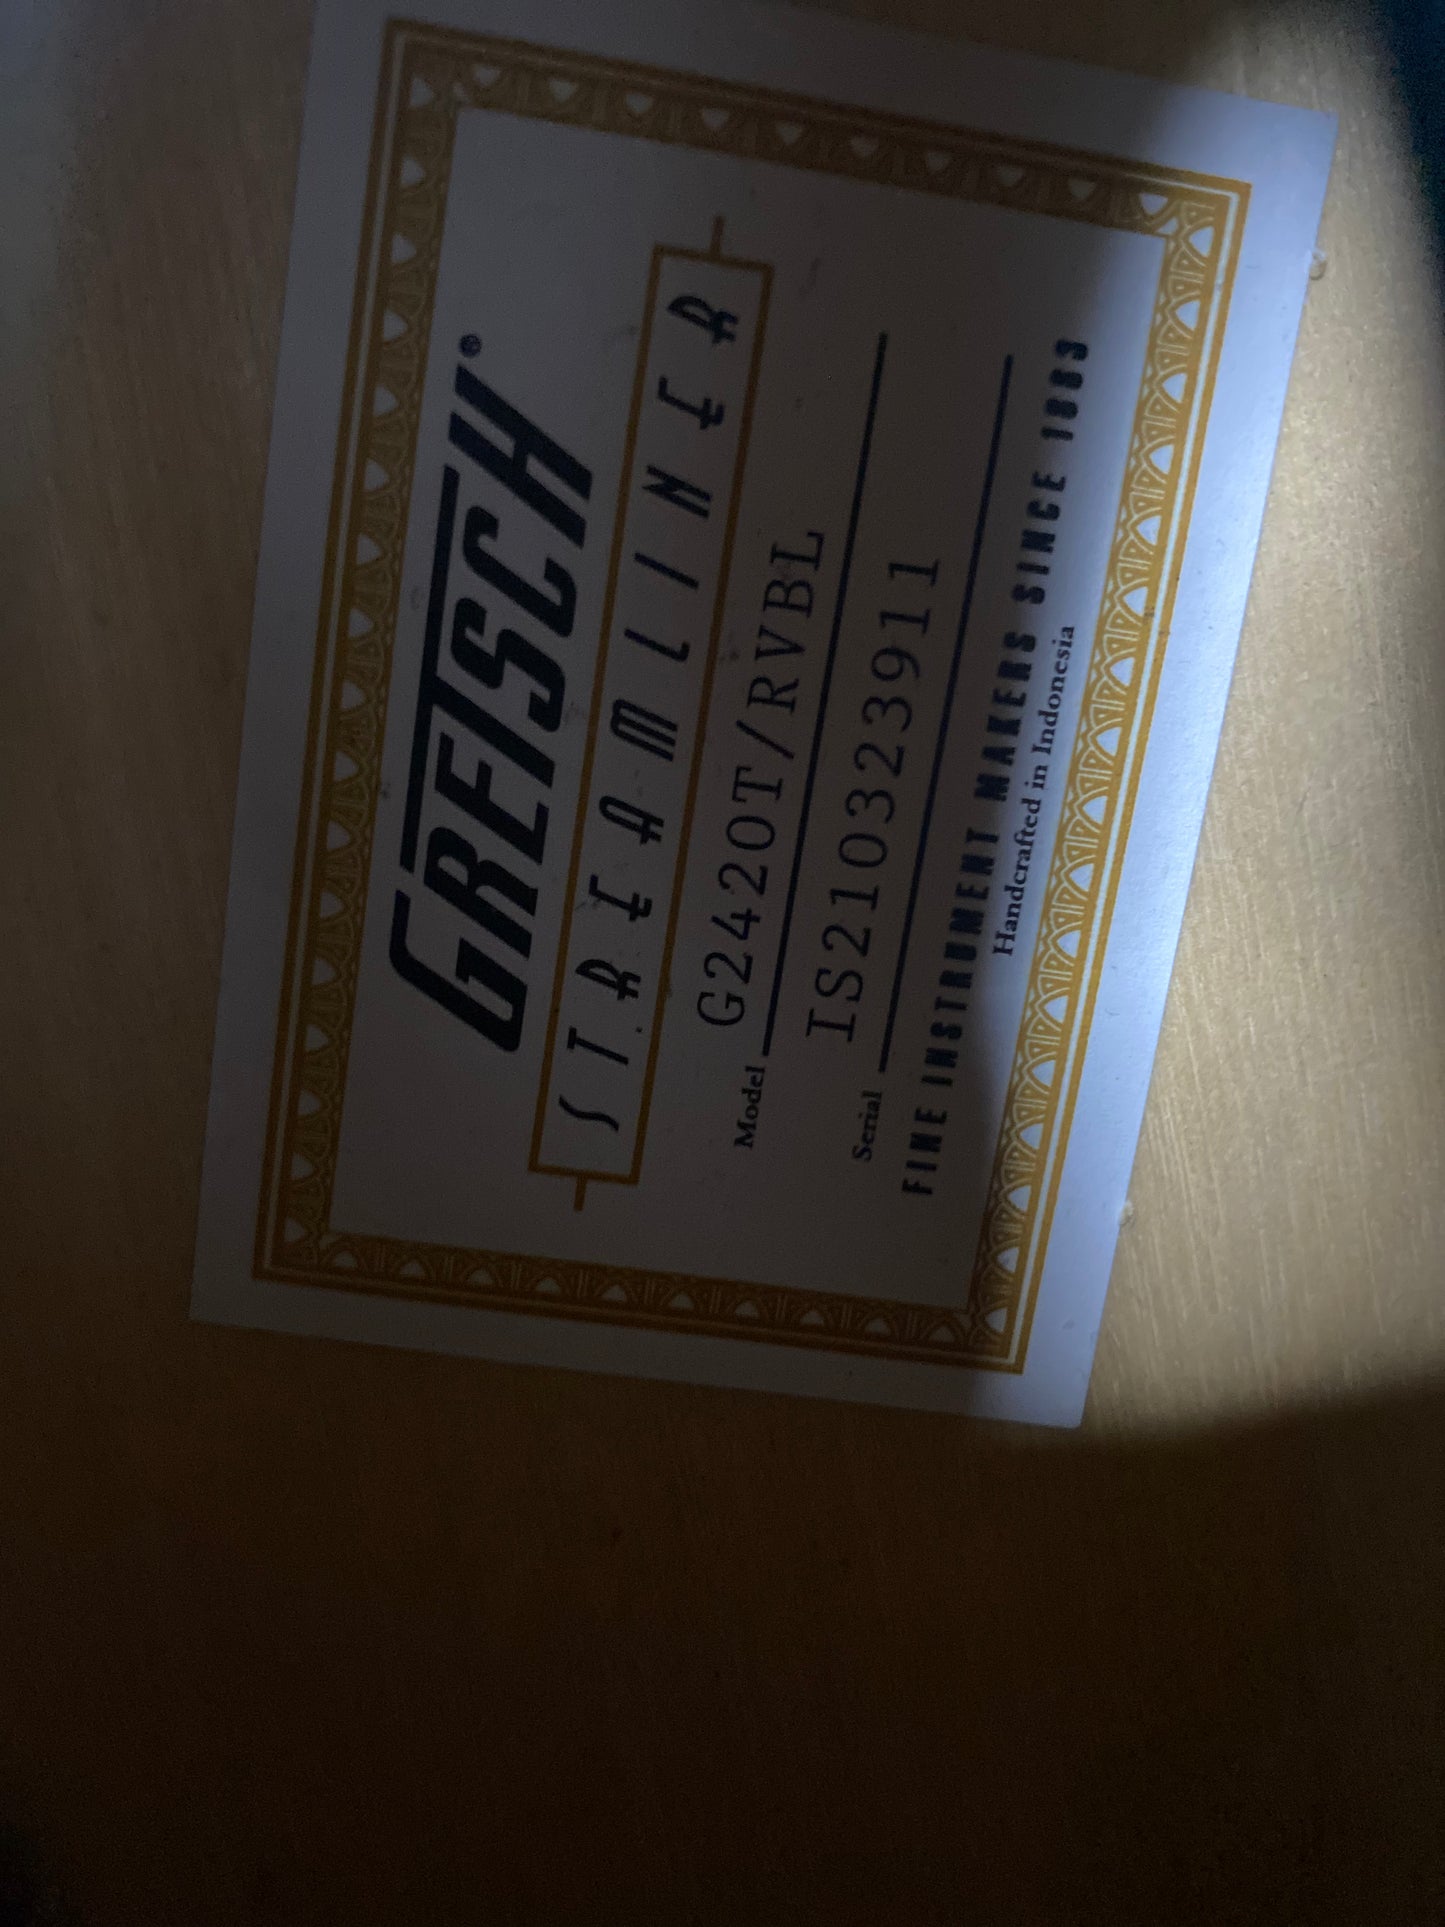 GRETSCH®
STREAMLINER
Model G2420T/RVBL
Serial IS210323911
FINE INSTRUMENT MAKERS SINCE 1883
Handcrafted in Indonesia